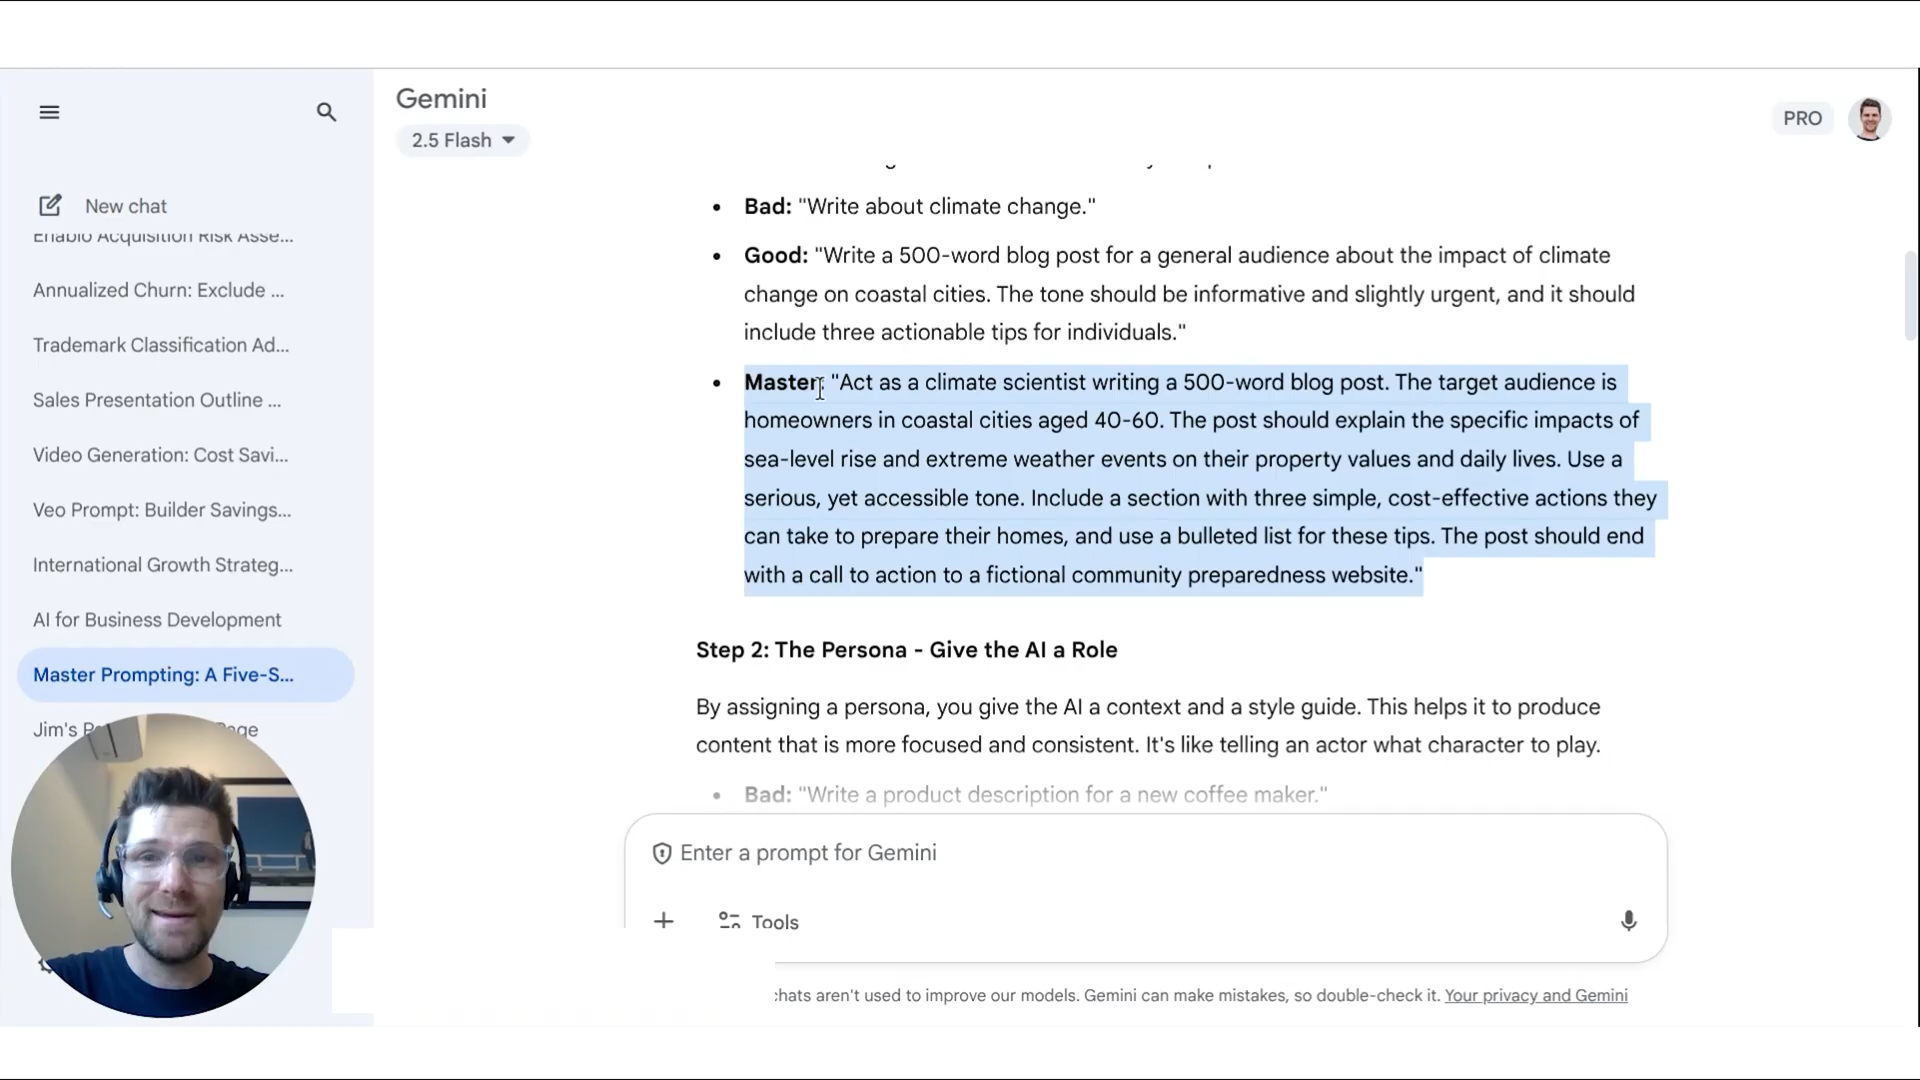 Gemini
PRO
2.5 Flash
New chat
Enablo Acquisition Risk Asse...
Annualized Churn: Exclude ...
Trademark Classification Ad...
Sales Presentation Outline ...
Video Generation: Cost Savi...
Veo Prompt: Builder Savings...
International Growth Strateg...
AI for Business Development
Master Prompting: A Five-S...
Jim's
Bad: "Write about climate change."
Good: "Write a 500-word blog post for a general audience about the impact of climate
change on coastal cities. The tone should be informative and slightly urgent, and it should
include three actionable tips for individuals."
Master: "Act as a climate scientist writing a 500-word blog post. The target audience is
homeowners in coastal cities aged 40-60. The post should explain the specific impacts of
sea-level rise and extreme weather events on their property values and daily lives. Use a
serious, yet accessible tone. Include a section with three simple, cost-effective actions they
can take to prepare their homes, and use a bulleted list for these tips. The post should end
with a call to action to a fictional community preparedness website."
Step 2: The Persona - Give the AI a Role
By assigning a persona, you give the AI a context and a style guide. This helps it to produce
content that is more focused and consistent. It's like telling an actor what character to play.
Bad: "Write a product description for a new coffee maker."
Enter a prompt for Gemini
Tools
chats aren't used to improve our models. Gemini can make mistakes, so double-check it. Your privacy and Gemini